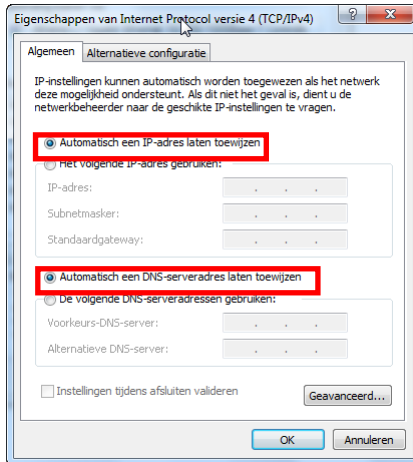 Eigenschappen van Internet Protocol versie 4 (TCP/IPv4)
Algemeen
Alternatieve configuratie
IP-instellingen kunnen automatisch worden toegewezen als het netwerk
deze mogelijkheid ondersteunt. Als dit niet het geval is, dient u de
netwerkbeheerder naar de geschikte IP-instellingen te vragen.
Automatisch een IP-adres laten toewijzen
Het volgende IP-adres gebruiken:
IP-adres:
Subnetmasker:
Standaardgateway:
Automatisch een DNS-serveradres laten toewijzen
De volgende DNS-serveradressen gebruiken:
Voorkeurs-DNS-server:
Alternatieve DNS-server:
Instellingen tijdens afsluiten valideren
Geavanceerd...
OK
Annuleren